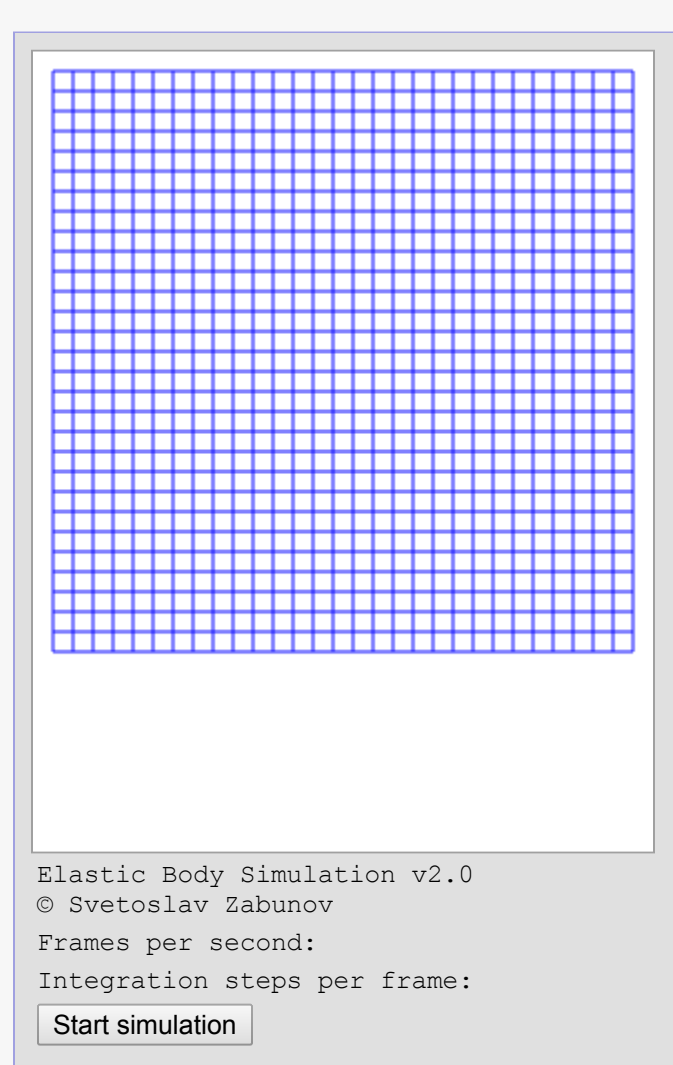 Elastic Body Simulation v2.0
© Svetoslav Zabunov
Frames per second:
Integration steps per frame:
Start simulation